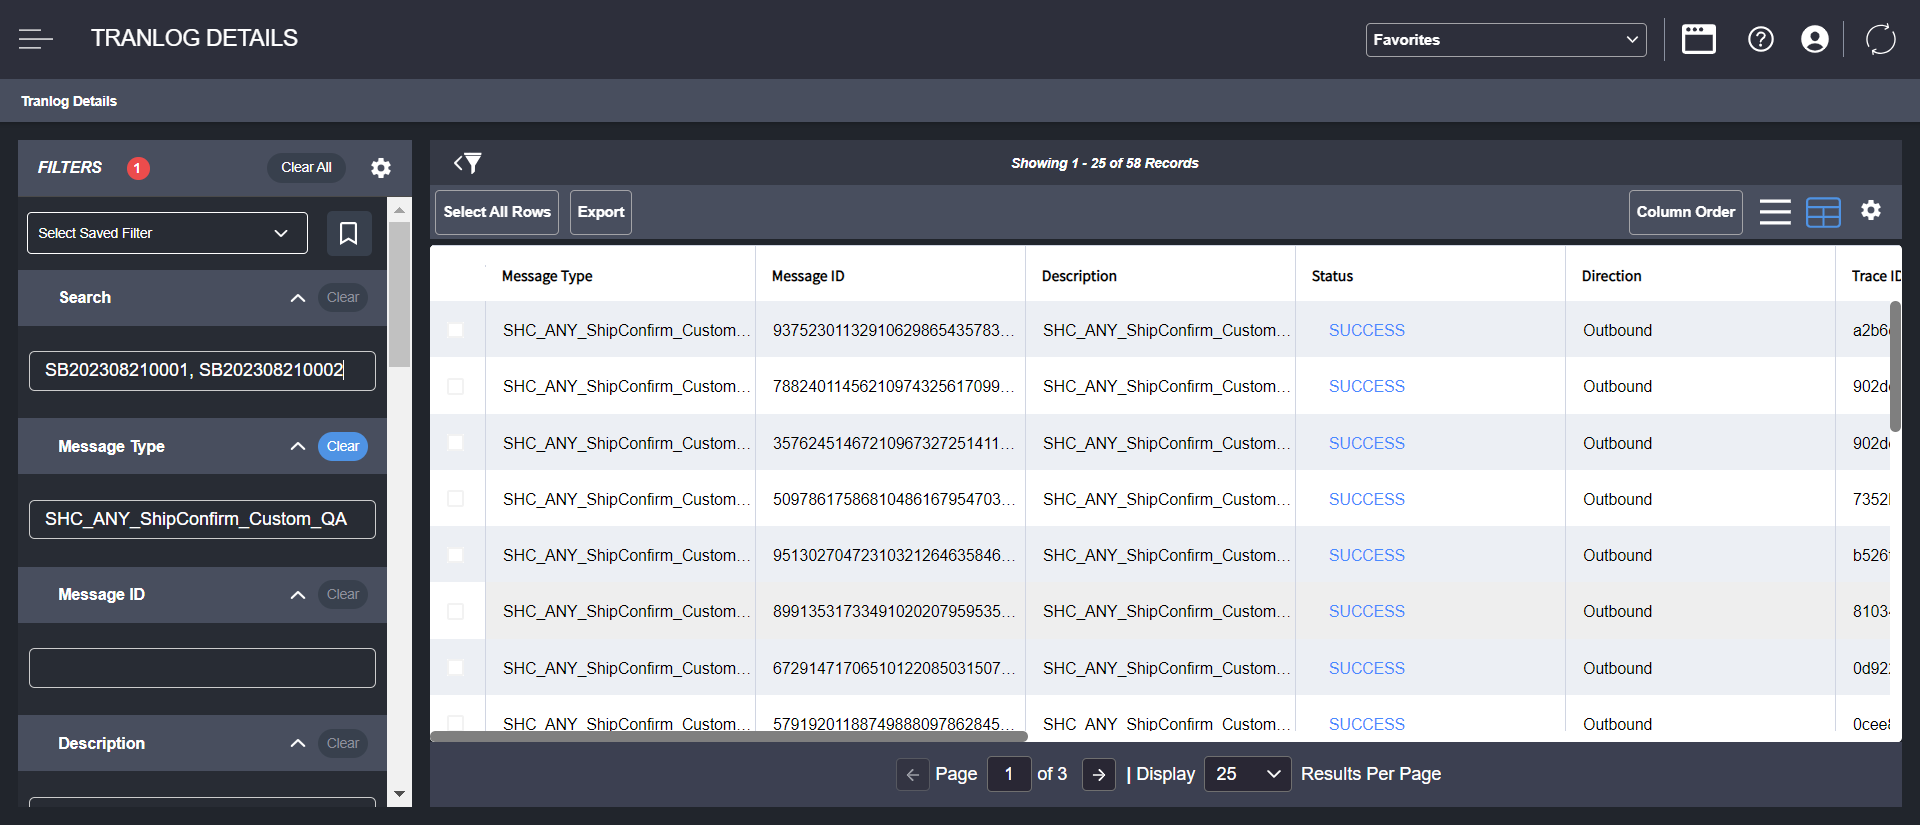 TRANLOG DETAILS
Favorites
Tranlog Details
FILTERS 1 Clear All
Showing 1 - 25 of 58 Records
Select Saved Filter
Select All Rows Export Column Order
Search Clear
SB202308210001, SB202308210002
Message Type Clear
SHC_ANY_ShipConfirm_Custom_QA
Message ID Clear
Description Clear
Message Type Message ID Description Status Direction Trace ID
SHC_ANY_ShipConfirm_Custom... 93752301132910629865435783... SHC_ANY_ShipConfirm_Custom... SUCCESS Outbound a2b6
SHC_ANY_ShipConfirm_Custom... 78824011456210974325617099... SHC_ANY_ShipConfirm_Custom... SUCCESS Outbound 902d
SHC_ANY_ShipConfirm_Custom... 35762451467210967327251411... SHC_ANY_ShipConfirm_Custom... SUCCESS Outbound 902d
SHC_ANY_ShipConfirm_Custom... 50978617586810486167954703... SHC_ANY_ShipConfirm_Custom... SUCCESS Outbound 7352
SHC_ANY_ShipConfirm_Custom... 95130270472310321264635846... SHC_ANY_ShipConfirm_Custom... SUCCESS Outbound b526
SHC_ANY_ShipConfirm_Custom... 89913531733491020207959535... SHC_ANY_ShipConfirm_Custom... SUCCESS Outbound 8103
SHC_ANY_ShipConfirm_Custom... 67291471706510122085031507... SHC_ANY_ShipConfirm_Custom... SUCCESS Outbound 0d92
SHC_ANY_ShipConfirm_Custom... 57919201188749888097862845... SHC_ANY_ShipConfirm_Custom... SUCCESS Outbound 0cee
Page 1 of 3 | Display 25 Results Per Page